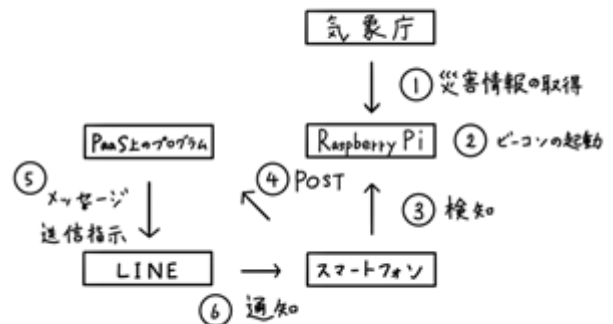 気象庁
① 災害情報の取得
PaaS上のプログラム
Raspberry Pi
② ビーコンの起動
④ POST
⑤ メッセージ
送信指示
③ 検知
LINE
スマートフォン
⑥ 通知